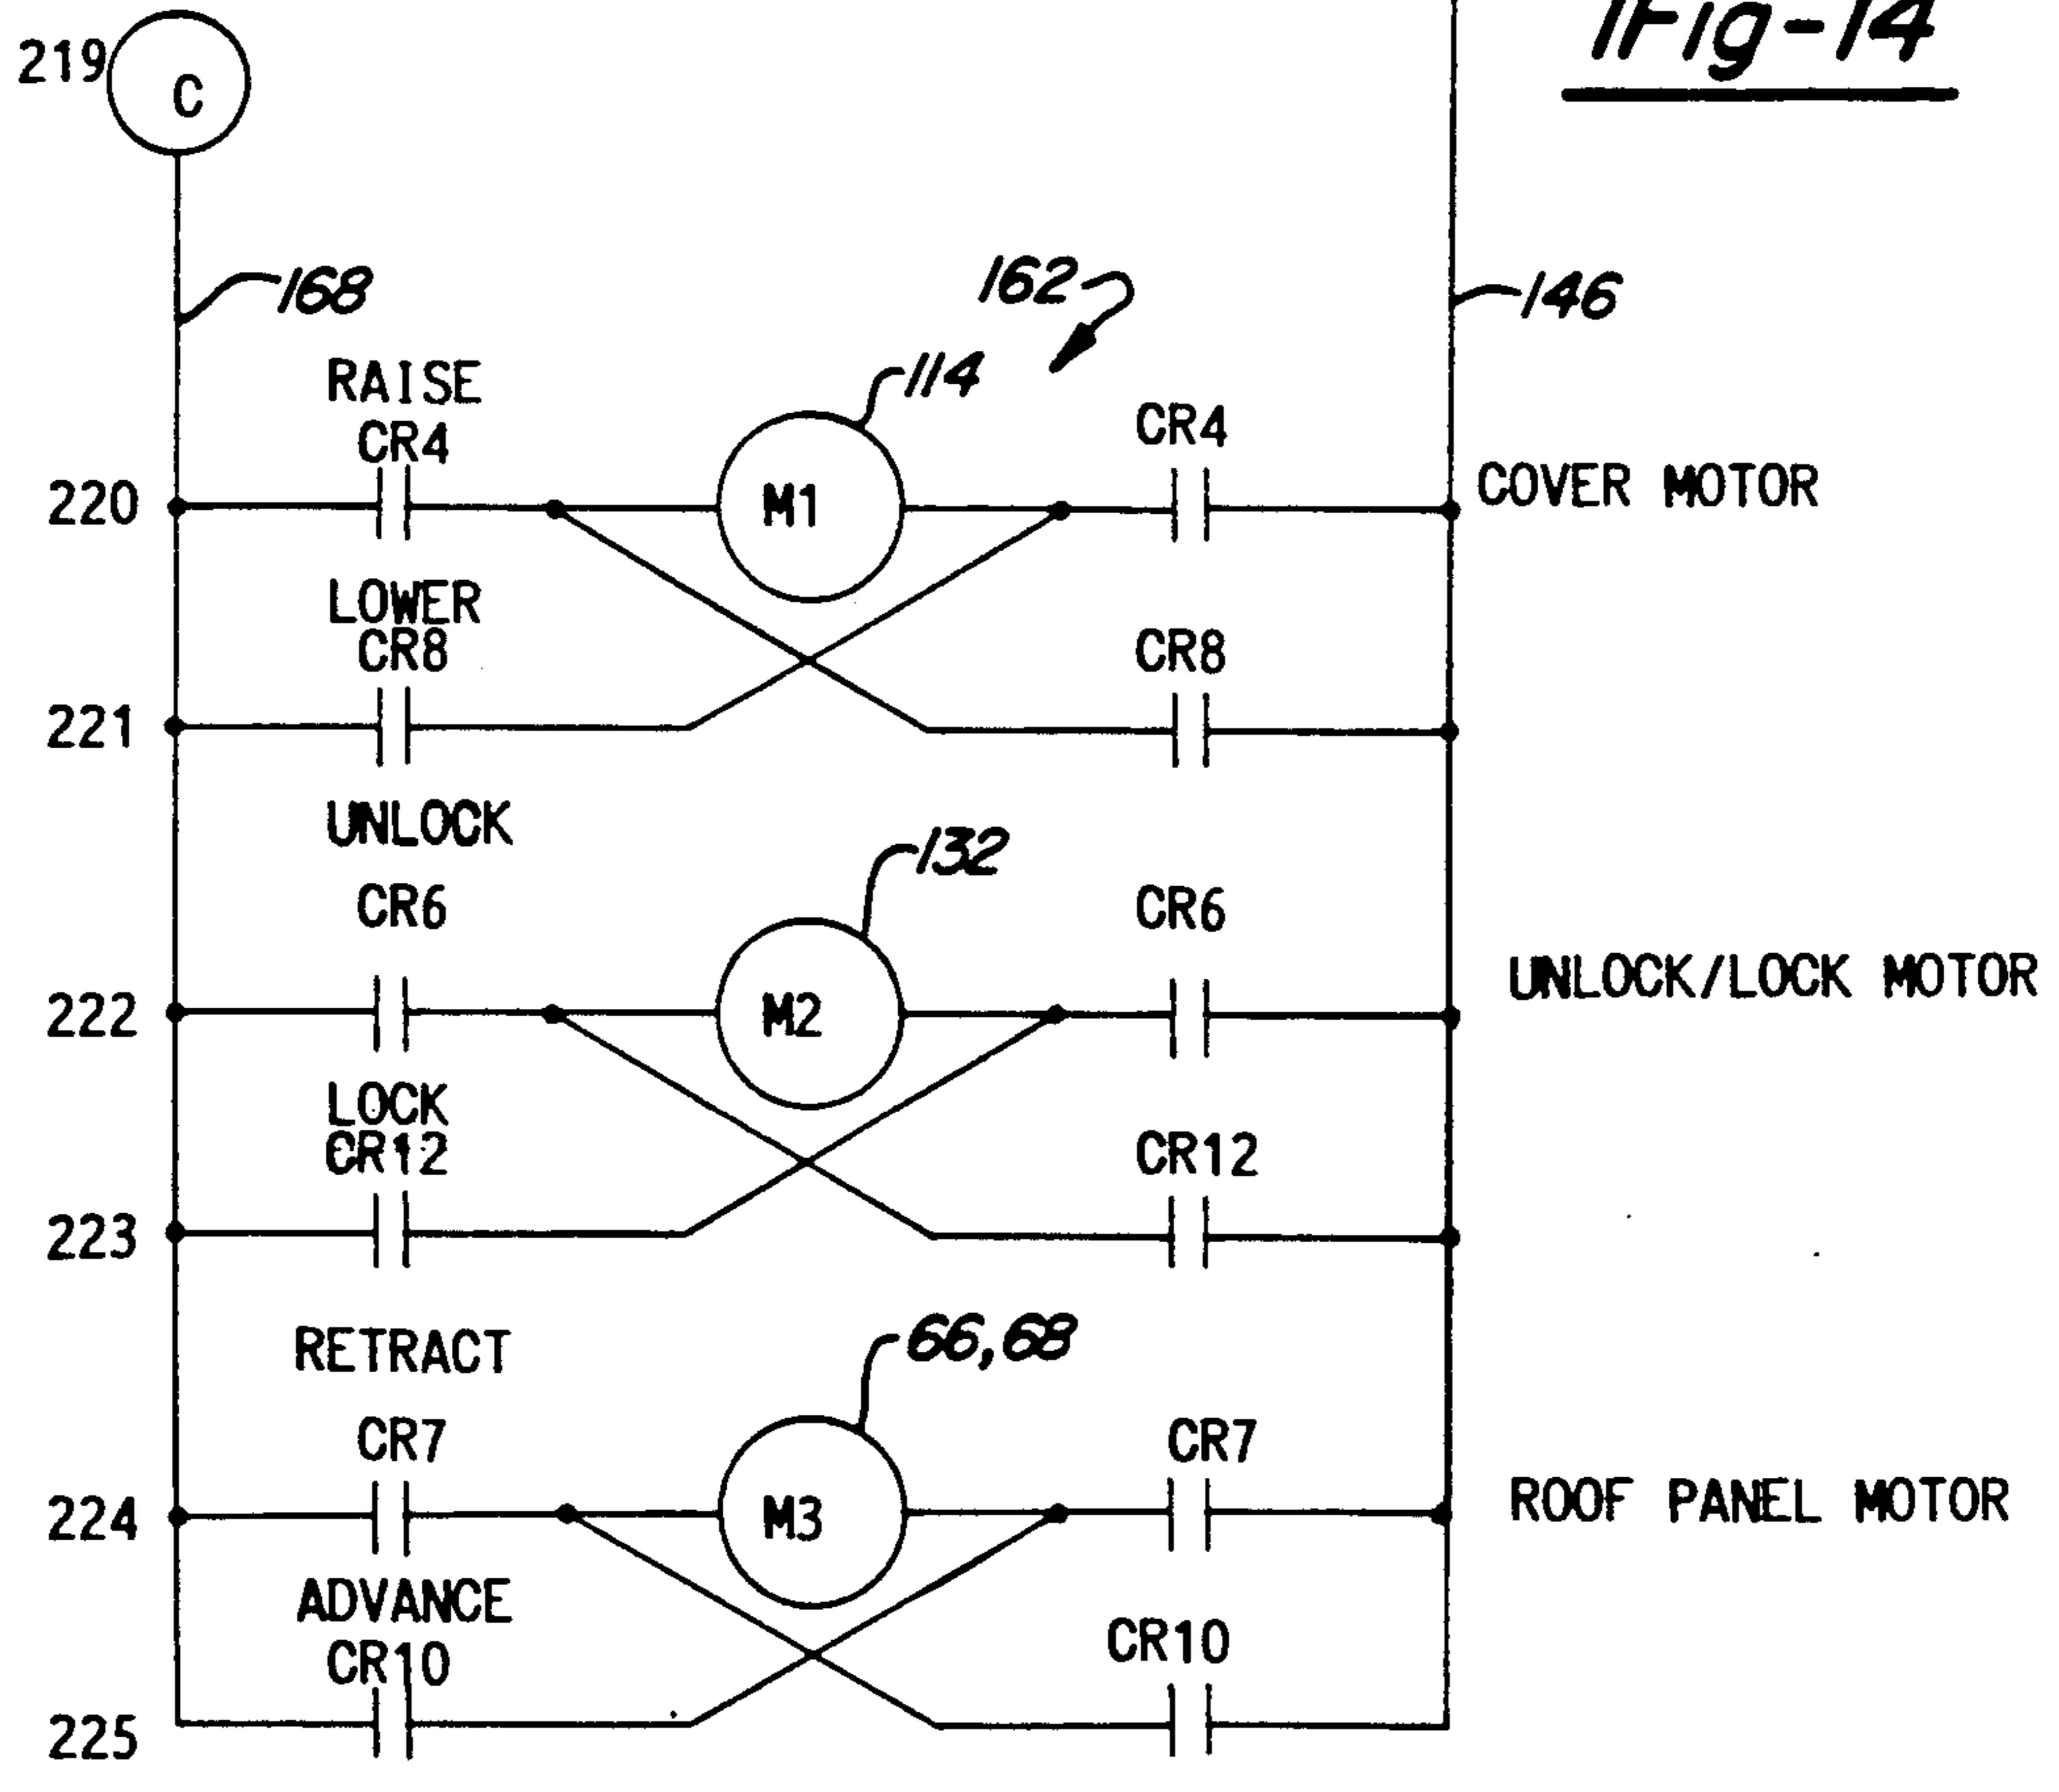 Fig-14
219
C
168
162
146
RAISE
114
CR4
CR4
220
M1
COVER MOTOR
LOWER
CR8
CR8
221
UNLOCK
132
CR6
CR6
222
M2
UNLOCK/LOCK MOTOR
LOCK
CR12
CR12
223
RETRACT
66,68
CR7
CR7
224
M3
ROOF PANEL MOTOR
ADVANCE
CR10
CR10
225